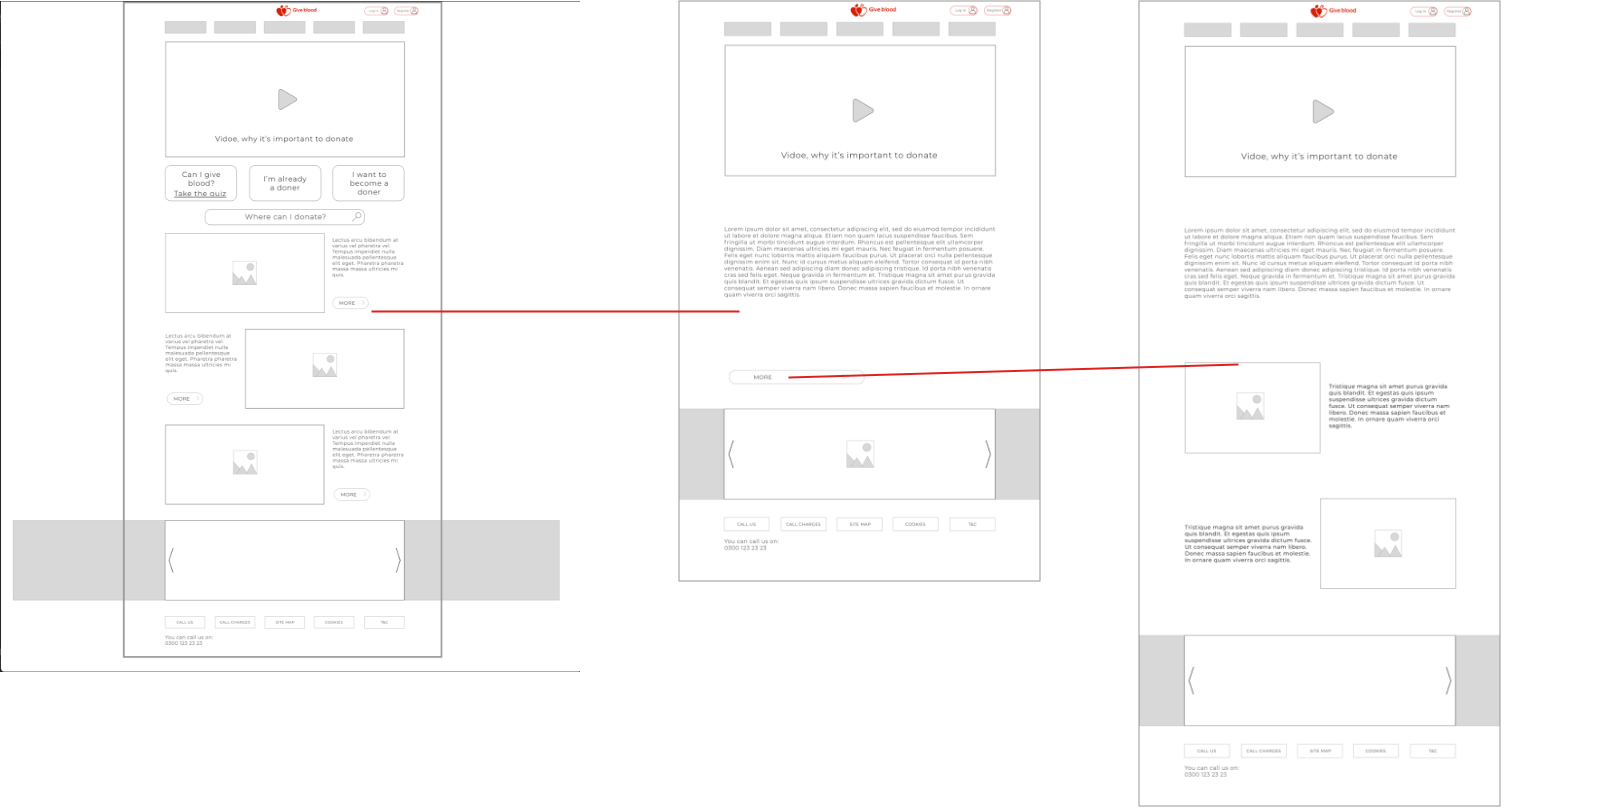 Give blood
Log in
Register
Vidoe, why it's important to donate
Can I give
blood?
Take the quiz
I'm already
a doner
I want to
become a
doner
Where can I donate?
Lectus arcu bibendum at
varius vel pharetra vel.
Tempus imperdiet nulla
malesuada pellentesque
elit eget. Pharetra pharetra
massa massa ultricies mi
quis.
MORE
Lectus arcu bibendum at
varius vel pharetra vel.
Tempus imperdiet nulla
malesuada pellentesque
elit eget. Pharetra pharetra
massa massa ultricies mi
quis.
MORE
Lectus arcu bibendum at
varius vel pharetra vel.
Tempus imperdiet nulla
malesuada pellentesque
elit eget. Pharetra pharetra
massa massa ultricies mi
quis.
MORE
CALL US
CALL CHARGES
SITE MAP
COOKIES
T&C
You can call us on:
0300 123 23 23
Give blood
Log in
Register
Vidoe, why it's important to donate
Lorem ipsum dolor sit amet, consectetur adipiscing elit, sed do eiusmod tempor incididunt
ut labore et dolore magna aliqua. Etiam non quam lacus suspendisse faucibus. Sem
fringilla ut morbi tincidunt augue interdum. Rhoncus est pellentesque elit ullamcorper
dignissim. Diam maecenas ultricies mi eget mauris. Nec feugiat in fermentum posuere.
Eget nunc lobortis mattis aliquam faucibus purus. Ut placerat orci nulla pellentesque
dignissim enim sit. Nunc id cursus metus aliquam eleifend. Tortor consequat id porta nibh
venenatis. Aenean sed adipiscing diam donec adipiscing tristique. In pellentesque massa
cras sed felis eget. Neque gravida in fermentum et. Tristique magna sit amet purus gravida
quis blandit. Et egestas quis ipsum suspendisse ultrices gravida dictum fusce. Ut
consequat semper viverra nam libero. Donec massa sapien faucibus et molestie. In ornare
quam viverra orci sagittis.
MORE
CALL US
CALL CHARGES
SITE MAP
COOKIES
T&C
You can call us on:
0300 123 23 23
Give blood
Log in
Register
Vidoe, why it's important to donate
Lorem ipsum dolor sit amet, consectetur adipiscing elit, sed do eiusmod tempor incididunt
ut labore et dolore magna aliqua. Etiam non quam lacus suspendisse faucibus. Sem
fringilla ut morbi tincidunt augue interdum. Rhoncus est pellentesque elit ullamcorper
dignissim. Diam maecenas ultricies mi eget mauris. Nec feugiat in fermentum posuere.
Eget nunc lobortis mattis aliquam faucibus purus. Ut placerat orci nulla pellentesque
dignissim enim sit. Nunc id cursus metus aliquam eleifend. Tortor consequat id porta nibh
venenatis. Aenean sed adipiscing diam donec adipiscing tristique. In pellentesque massa
cras sed felis eget. Neque gravida in fermentum et. Tristique magna sit amet purus gravida
quis blandit. Et egestas quis ipsum suspendisse ultrices gravida dictum fusce. Ut
consequat semper viverra nam libero. Donec massa sapien faucibus et molestie. In ornare
quam viverra orci sagittis.
Tristique magna sit amet purus gravida
quis blandit. Et egestas quis ipsum
suspendisse ultrices gravida dictum
fusce. Ut consequat semper viverra nam
libero. Donec massa sapien faucibus et
molestie. In ornare quam viverra orci
sagittis.
Tristique magna sit amet purus gravida
quis blandit. Et egestas quis ipsum
suspendisse ultrices gravida dictum fusce.
Ut consequat semper viverra nam libero.
Donec massa sapien faucibus et molestie.
In ornare quam viverra orci sagittis.
CALL US
CALL CHARGES
SITE MAP
COOKIES
T&C
You can call us on:
0300 123 23 23